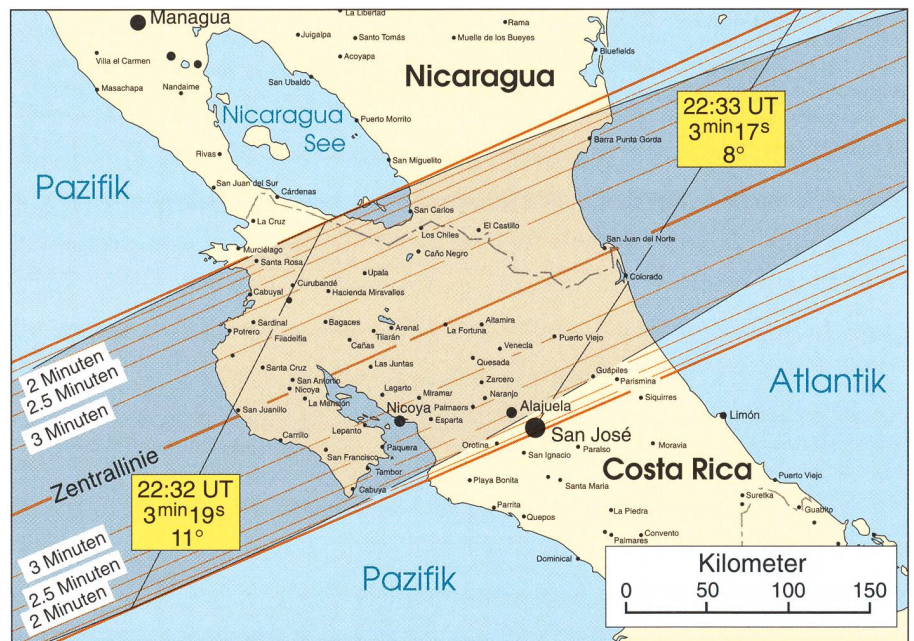 Managua
La Libertad
Rama
Juigalpa
Santo Tomás
Muelle de los Bueyes
Bluefields
Villa el Carmen
Acoyapa
Nicaragua
Masachapa
Nandaime
San Ubaldo
22:33 UT
3min17s
8°
Nicaragua
See
Puerto Morrito
Barra Punta Gorda
Rivas
San Miguelito
Pazifik
San Juan del Sur
Cárdenas
San Carlos
La Cruz
Los Chiles
El Castillo
San Juan del Norte
Murciélago
Caño Negro
Santa Rosa
Upala
Colorado
Curubandé
Hacienda Miravalles
Cabuyal
Sardinal
Bagaces
Arenal
Altamira
Potrero
Filadelfia
Tilarán
La Fortuna
Cañas
Puerto Viejo
Venecia
2 Minuten
Santa Cruz
Las Juntas
Quesada
Guápiles
2.5 Minuten
San Antonio
Zarcero
Parismina
Atlantik
Nicoya
Lagarto
Miramar
Naranjo
Siquirres
3 Minuten
La Mansión
Nicoya
Palmaers
Alajuela
San Juanillo
Esparta
Limón
Lepanto
San José
Carrillo
Paquera
Orotina
Paraíso
Moravia
Zentrallinie
San Francisco
San Ignacio
Costa Rica
Tambor
Playa Bonita
Santa Maria
Puerto Viejo
22:32 UT
3min19s
11°
Cabuya
Suretka
Parrita
Guabito
Quepos
La Piedra
3 Minuten
Convento
Palmares
2.5 Minuten
Pazifik
Dominical
Kilometer
2 Minuten
0 50 100 150